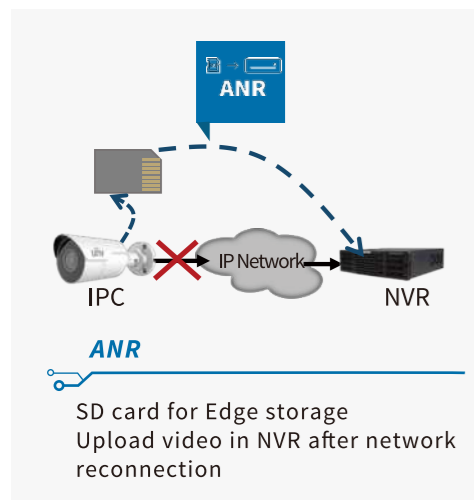 ANR
IP Network
IPC
NVR
ANR
SD card for Edge storage
Upload video in NVR after network
reconnection